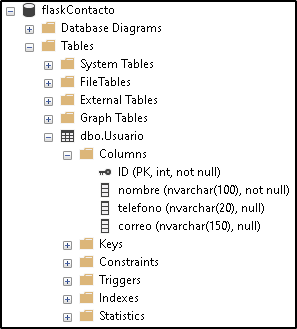 flaskContacto
Database Diagrams
Tables
System Tables
FileTables
External Tables
Graph Tables
dbo.Usuario
Columns
ID (PK, int, not null)
nombre (nvarchar(100), not null)
telefono (nvarchar(20), null)
correo (nvarchar(150), null)
Keys
Constraints
Triggers
Indexes
Statistics